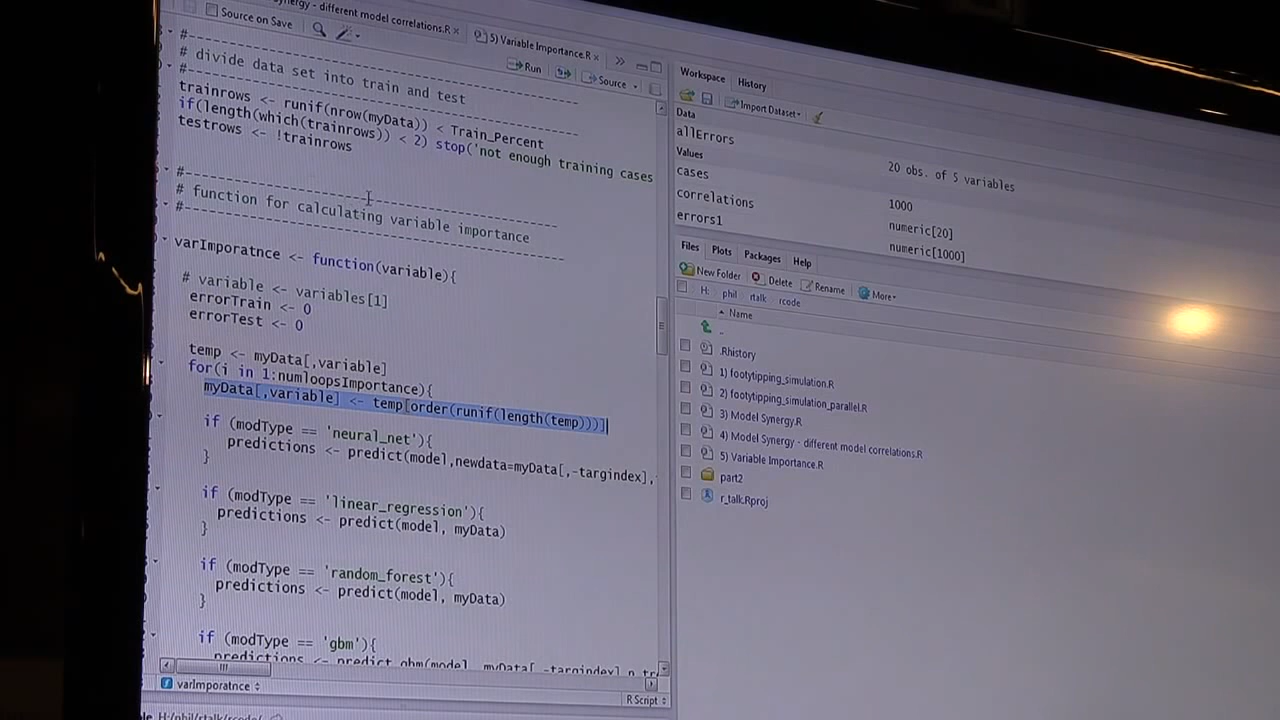 synergy - different model correlations.R ×
5) Variable Importance.R ×
Source on Save
Run
Source
#
# divide data set into train and test
#
trainrows <- runif(nrow(myData)) < Train_Percent
if(length(which(trainrows)) < 2) stop('not enough training cases
testrows <- !trainrows
#
# function for calculating variable importance
#
varImporatnce <- function(variable){
# variable <- variables[1]
errorTrain <- 0
errorTest <- 0
temp <- myData[,variable]
for(i in 1:numloopsImportance){
myData[,variable] <- temp[order(runif(length(temp)))]
if (modType == 'neural_net'){
predictions <- predict(model,newdata=myData[,-targindex],
}
if (modType == 'linear_regression'){
predictions <- predict(model, myData)
}
if (modType == 'random_forest'){
predictions <- predict(model, myData)
}
if (modType == 'gbm'){
predictions <- predict.gbm(model, myData[,-targindex],n.tr
varImporatnce
R Script
H:/phil/rtalk/rcode/
Workspace History
Import Dataset
Data
allErrors 20 obs. of 5 variables
Values
cases 1000
correlations numeric[20]
errors1 numeric[1000]
Files Plots Packages Help
New Folder Delete Rename More
H: phil rtalk rcode
Name
..
.Rhistory
1) footytipping_simulation.R
2) footytipping_simulation_parallel.R
3) Model Synergy.R
4) Model Synergy - different model correlations.R
5) Variable Importance.R
part2
r_talk.Rproj